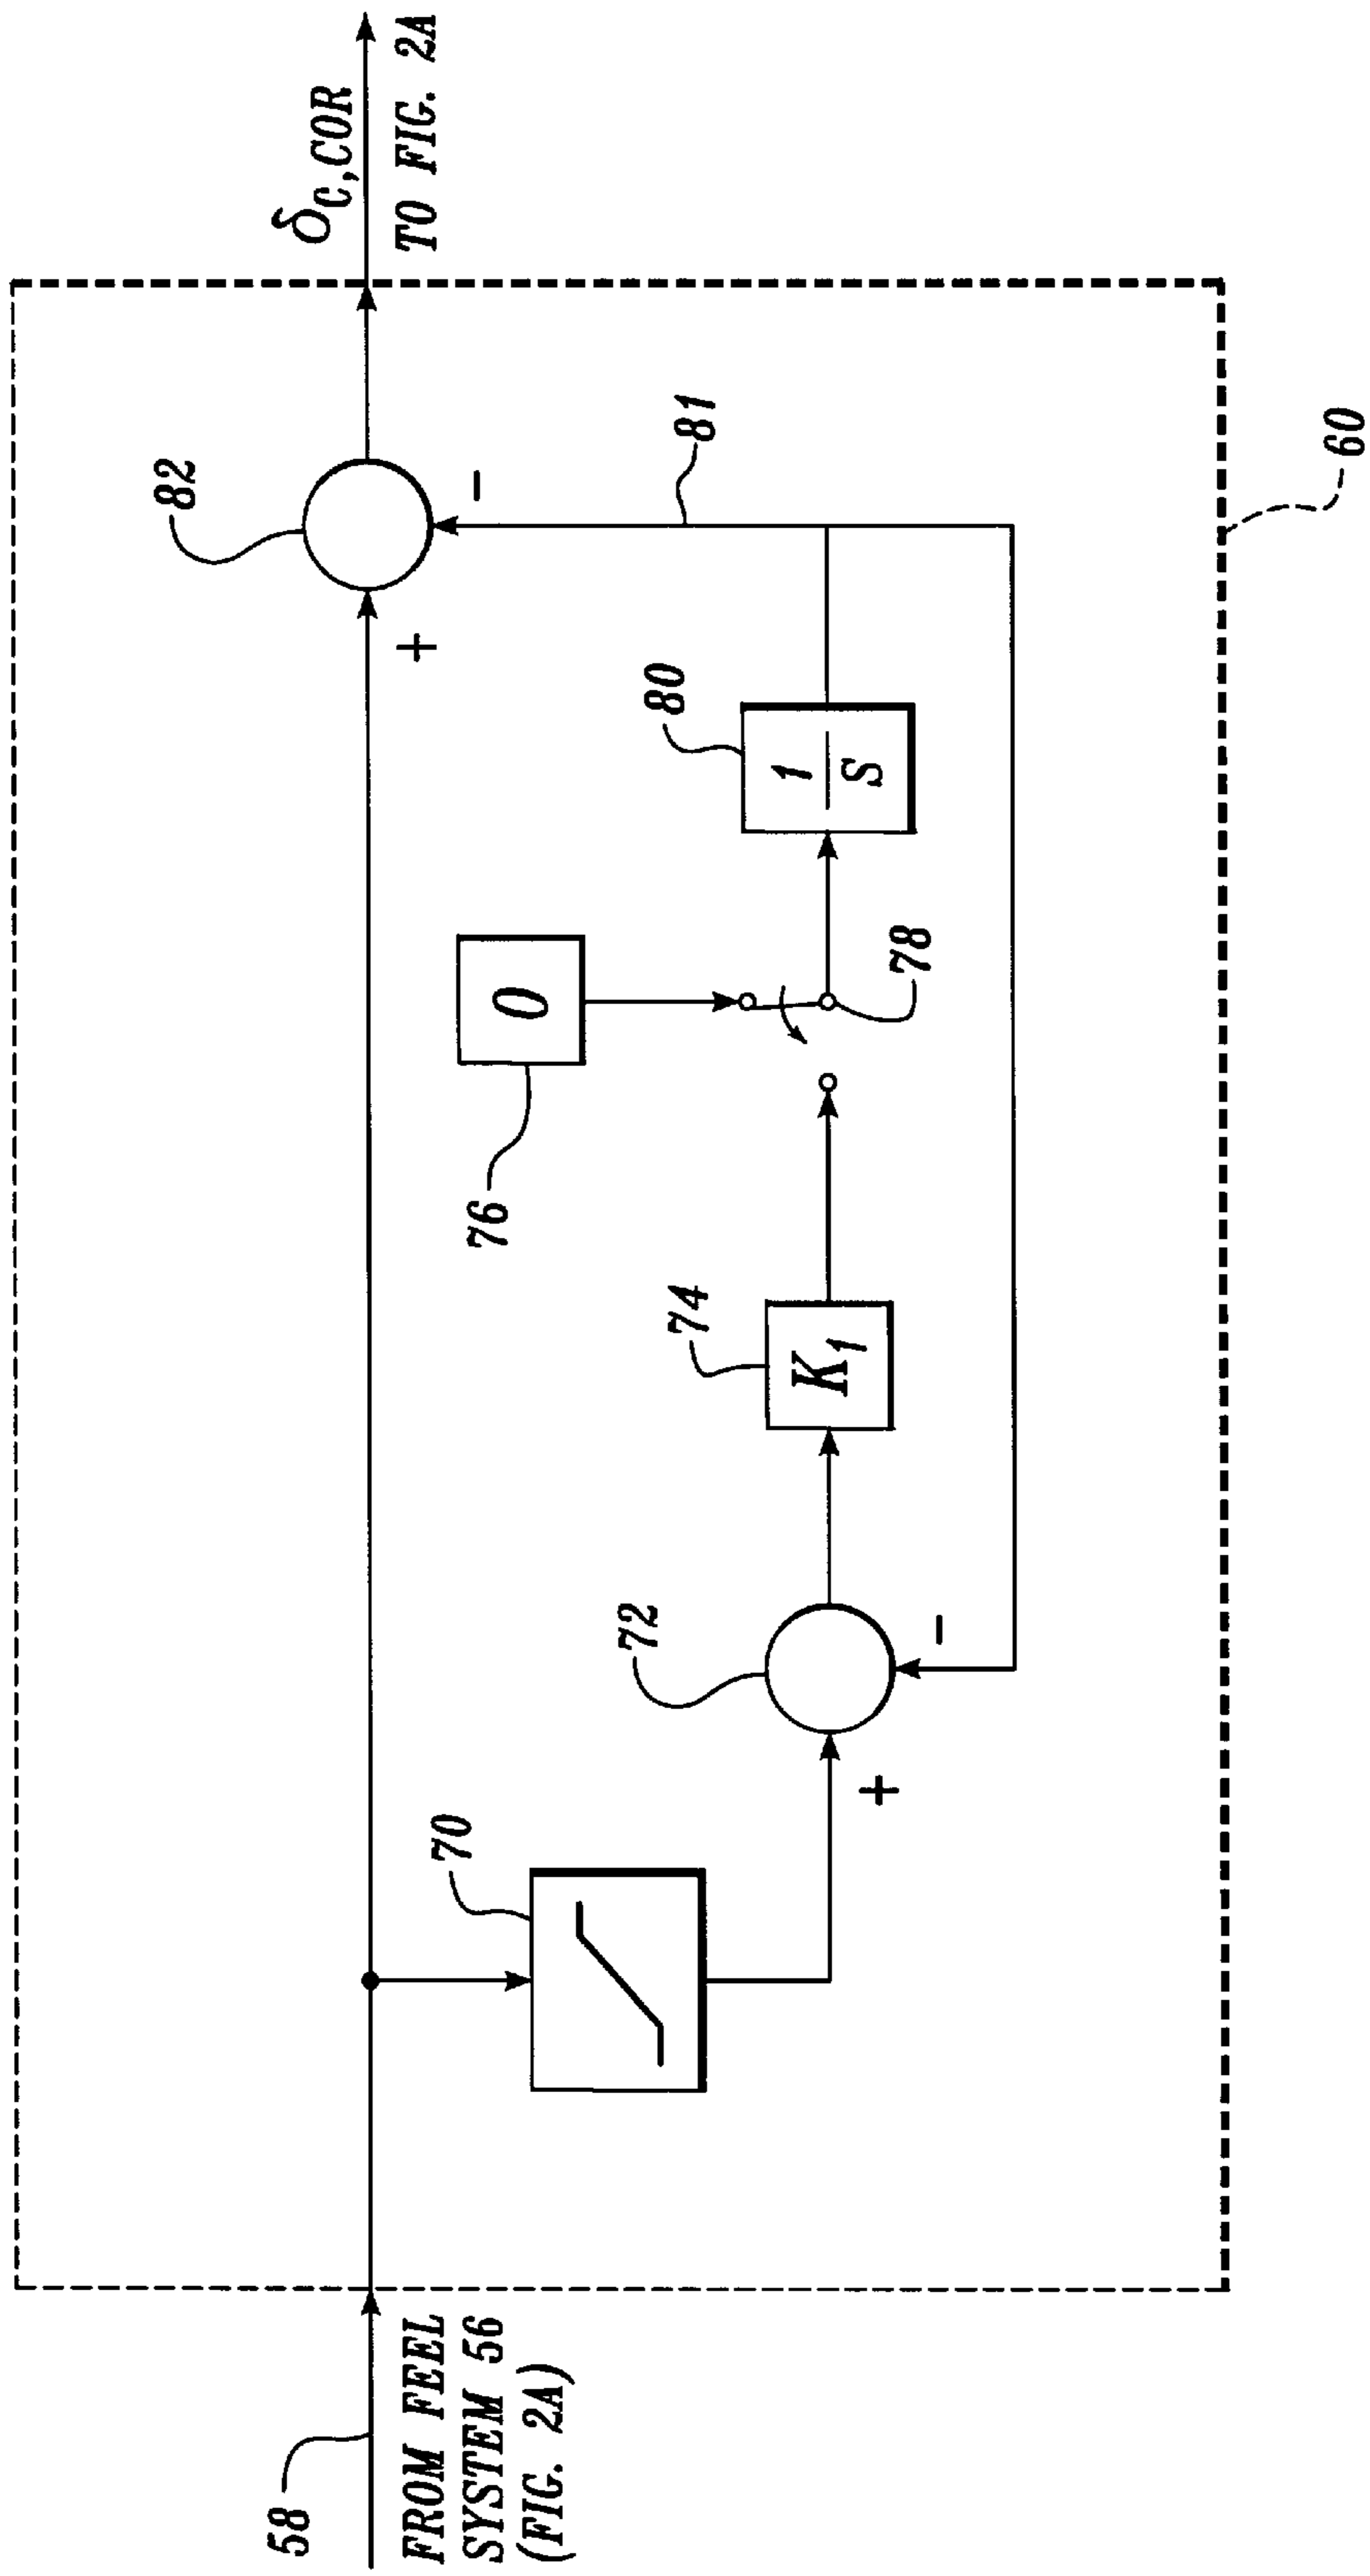 58
FROM FEEL
SYSTEM 56
(FIG. 2A)
70
+
72
-
74
K1
76
0
78
80
1
S
81
82
+
-
δC,COR
TO FIG. 2A
60